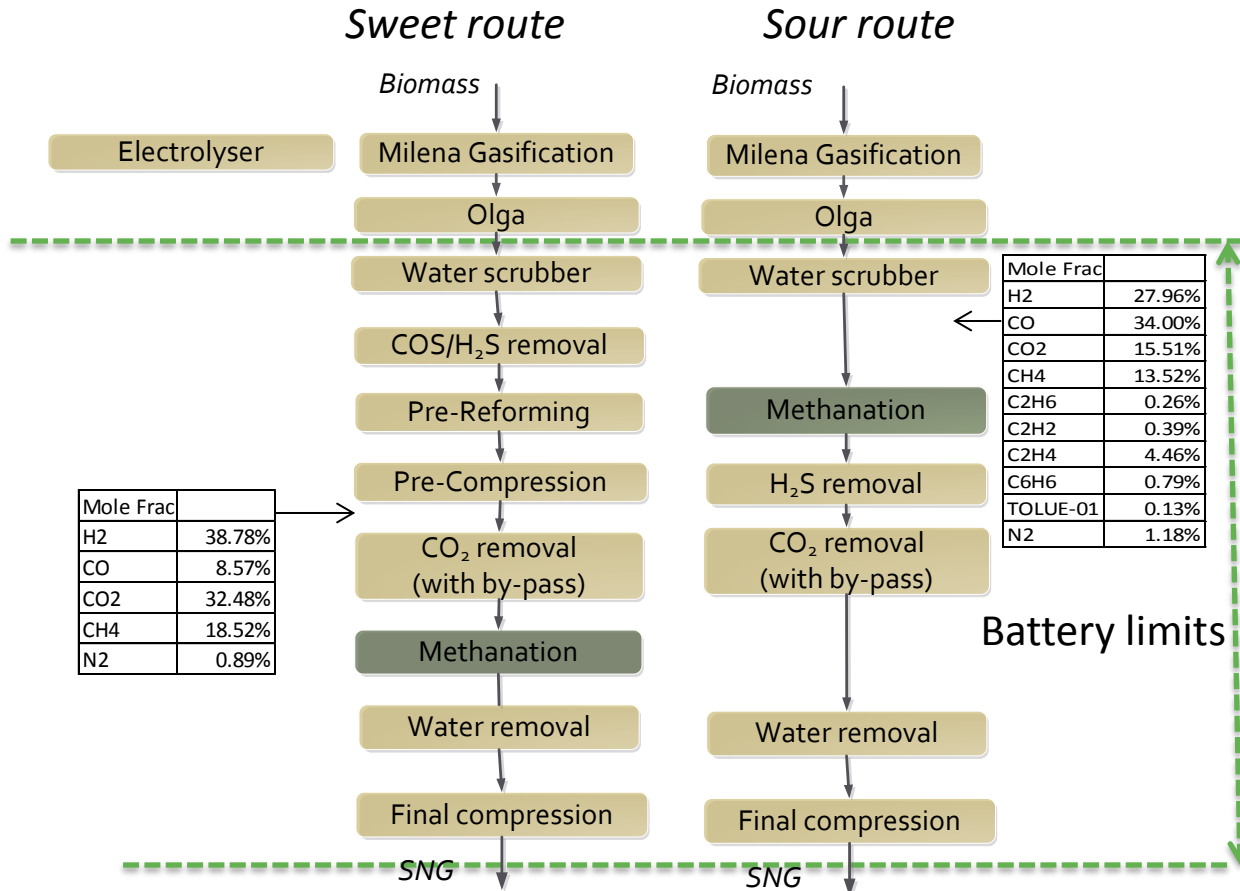 Sweet route
Sour route
Biomass
Biomass
Electrolyser
Milena Gasification
Milena Gasification
Olga
Olga
Water scrubber
Water scrubber
COS/H₂S removal
Pre-Reforming
Methanation
Pre-Compression
H₂S removal
CO₂ removal
(with by-pass)
CO₂ removal
(with by-pass)
Methanation
Water removal
Water removal
Final compression
Final compression
SNG
SNG
Mole Frac
H2 38.78%
CO 8.57%
CO2 32.48%
CH4 18.52%
N2 0.89%
Mole Frac
H2 27.96%
CO 34.00%
CO2 15.51%
CH4 13.52%
C2H6 0.26%
C2H2 0.39%
C2H4 4.46%
C6H6 0.79%
TOLUE-01 0.13%
N2 1.18%
Battery limits